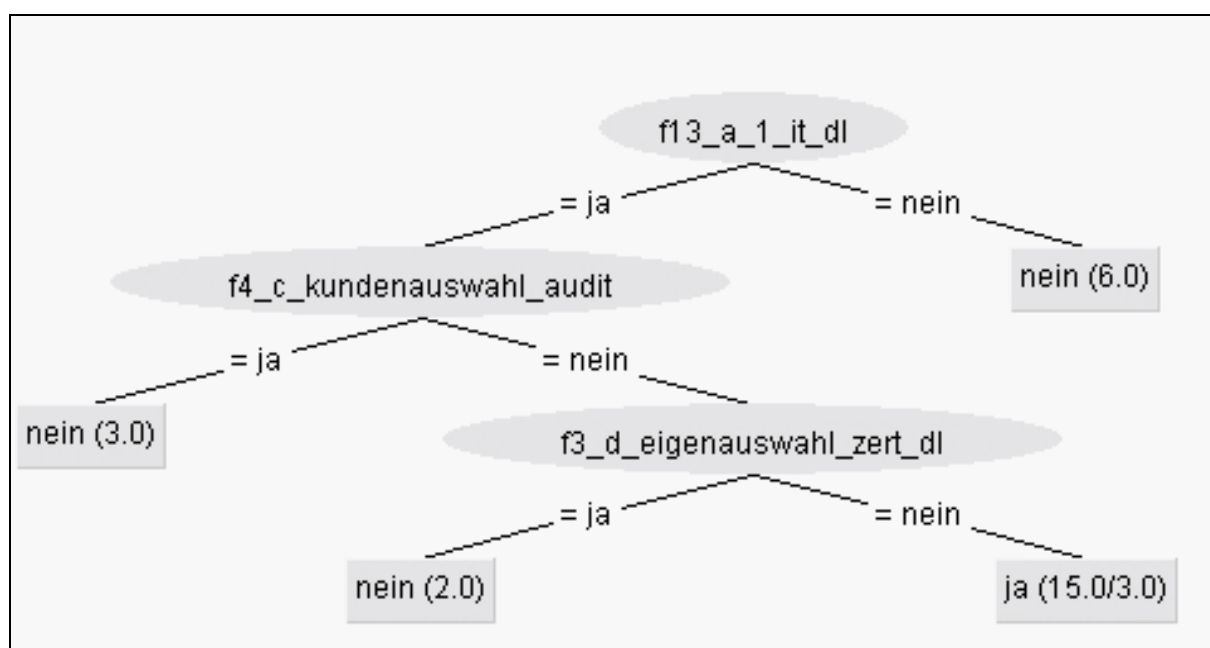 f13_a_1_it_dl
= ja
= nein
f4_c_kundenauswahl_audit
nein (6.0)
= ja
= nein
nein (3.0)
f3_d_eigenauswahl_zert_dl
= ja
= nein
nein (2.0)
ja (15.0/3.0)